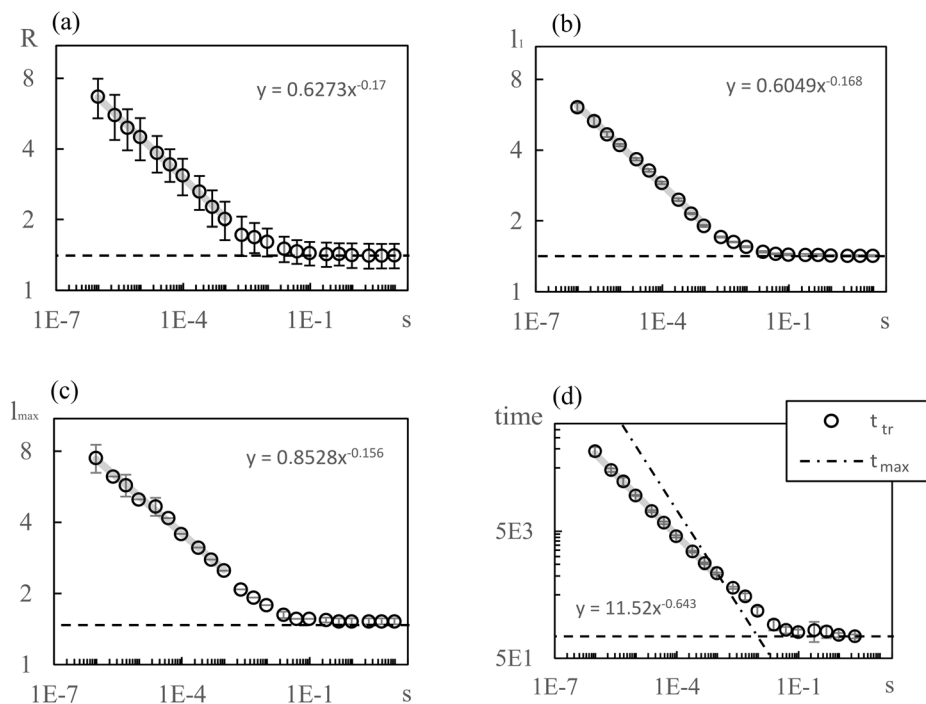 (a)
R
8
4
2
1
y = 0.6273x-0.17
1E-7 1E-4 1E-1 s
(b)
l1
8
4
2
1
y = 0.6049x-0.168
1E-7 1E-4 1E-1 s
(c)
lmax
8
4
2
1
y = 0.8528x-0.156
1E-7 1E-4 1E-1 s
(d)
time
5E3
5E1
t tr
t max
y = 11.52x-0.643
1E-7 1E-4 1E-1 s